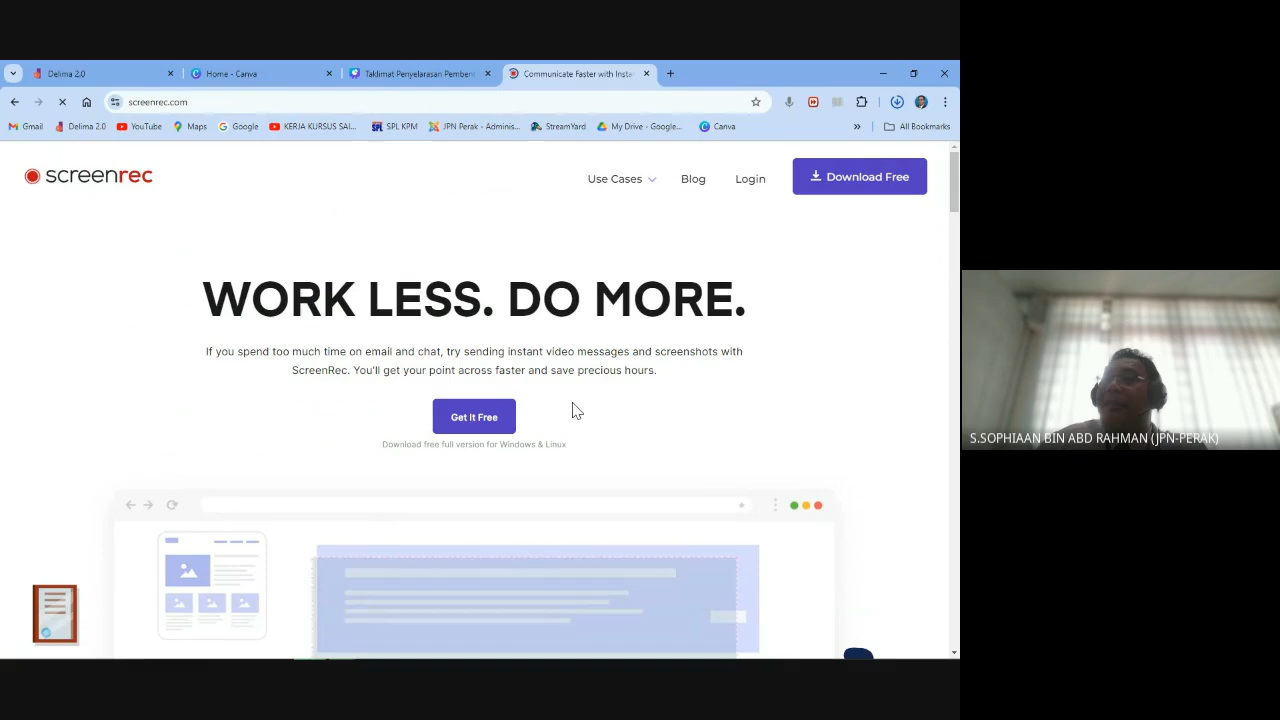 Delima 2.0
Home - Canva
Taklimat Penyelarasan Pemben
Communicate Faster with Insta
screenrec.com
Gmail
Delima 2.0
YouTube
Maps
Google
KERJA KURSUS SAI...
SPL KPM
JPN Perak - Adminis...
StreamYard
My Drive - Google...
Canva
All Bookmarks
screenrec
Use Cases
Blog
Login
Download Free
WORK LESS. DO MORE.
If you spend too much time on email and chat, try sending instant video messages and screenshots with
ScreenRec. You'll get your point across faster and save precious hours.
Get It Free
Download free full version for Windows & Linux
S.SOPHIAAN BIN ABD RAHMAN (JPN-PERAK)